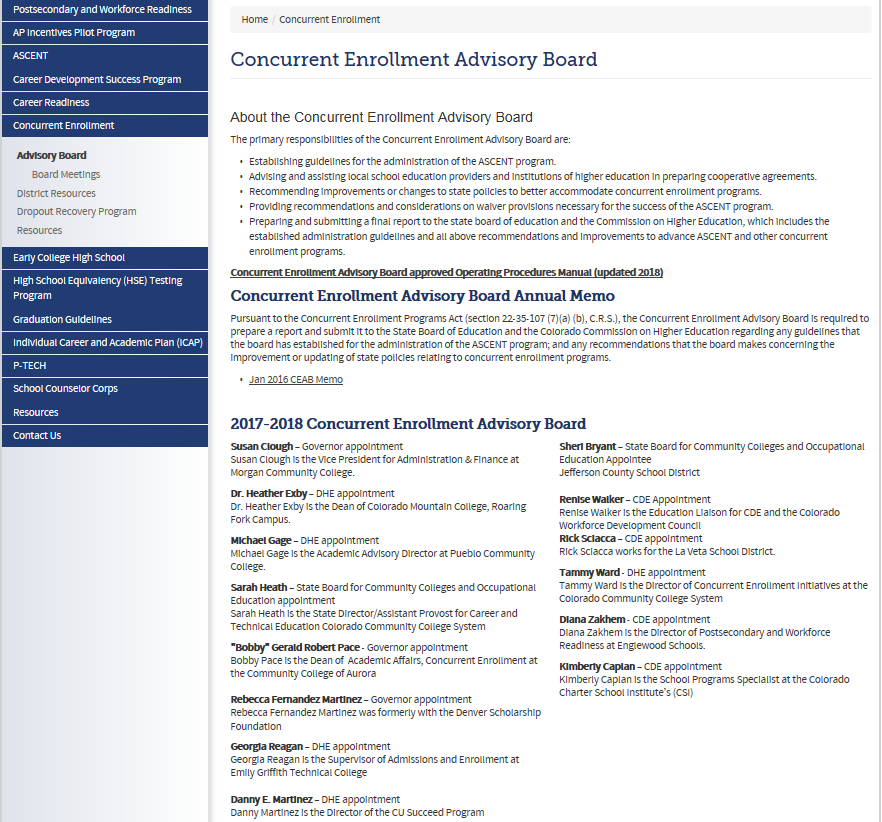 Postsecondary and Workforce Readiness
AP Incentives Pilot Program
ASCENT
Career Development Success Program
Career Readiness
Concurrent Enrollment
Advisory Board
Board Meetings
District Resources
Dropout Recovery Program
Resources
Early College High School
High School Equivalency (HSE) Testing
Program
Graduation Guidelines
Individual Career and Academic Plan (ICAP)
P-TECH
School Counselor Corps
Resources
Contact Us
Home / Concurrent Enrollment
Concurrent Enrollment Advisory Board
About the Concurrent Enrollment Advisory Board
The primary responsibilities of the Concurrent Enrollment Advisory Board are:
• Establishing guidelines for the administration of the ASCENT program.
• Advising and assisting local school education providers and institutions of higher education in preparing cooperative agreements.
• Recommending improvements or changes to state policies to better accommodate concurrent enrollment programs.
• Providing recommendations and considerations on waiver provisions necessary for the success of the ASCENT program.
• Preparing and submitting a final report to the state board of education and the Commission on Higher Education, which includes the
established administration guidelines and all above recommendations and improvements to advance ASCENT and other concurrent
enrollment programs.
Concurrent Enrollment Advisory Board approved Operating Procedures Manual (updated 2018)
Concurrent Enrollment Advisory Board Annual Memo
Pursuant to the Concurrent Enrollment Programs Act (section 22-35-107 (7)(a) (b), C.R.S.), the Concurrent Enrollment Advisory Board is required to
prepare a report and submit it to the State Board of Education and the Colorado Commission on Higher Education regarding any guidelines that
the board has established for the administration of the ASCENT program; and any recommendations that the board makes concerning the
improvement or updating of state policies relating to concurrent enrollment programs.
• Jan 2016 CEAB Memo
2017-2018 Concurrent Enrollment Advisory Board
Susan Clough – Governor appointment
Susan Clough is the Vice President for Administration & Finance at
Morgan Community College.
Dr. Heather Exby – DHE appointment
Dr. Heather Exby is the Dean of Colorado Mountain College, Roaring
Fork Campus.
Michael Gage – DHE appointment
Michael Gage is the Academic Advisory Director at Pueblo Community
College.
Sarah Heath – State Board for Community Colleges and Occupational
Education appointment
Sarah Heath is the State Director/Assistant Provost for Career and
Technical Education Colorado Community College System
"Bobby" Gerald Robert Pace - Governor appointment
Bobby Pace is the Dean of Academic Affairs, Concurrent Enrollment at
the Community College of Aurora
Rebecca Fernandez Martinez – Governor appointment
Rebecca Fernandez Martinez was formerly with the Denver Scholarship
Foundation
Georgia Reagan – DHE appointment
Georgia Reagan is the Supervisor of Admissions and Enrollment at
Emily Griffith Technical College
Danny E. Martinez – DHE appointment
Danny Martinez is the Director of the CU Succeed Program
Sheri Bryant – State Board for Community Colleges and Occupational
Education Appointee
Jefferson County School District
Renise Walker – CDE Appointment
Renise Walker is the Education Liaison for CDE and the Colorado
Workforce Development Council
Rick Sciacca – CDE appointment
Rick Sciacca works for the La Veta School District.
Tammy Ward - DHE appointment
Tammy Ward is the Director of Concurrent Enrollment Initiatives at the
Colorado Community College System
Diana Zakhem - CDE appointment
Diana Zakhem is the Director of Postsecondary and Workforce
Readiness at Englewood Schools.
Kimberly Caplan – CDE appointment
Kimberly Caplan is the School Programs Specialist at the Colorado
Charter School Institute's (CSI)